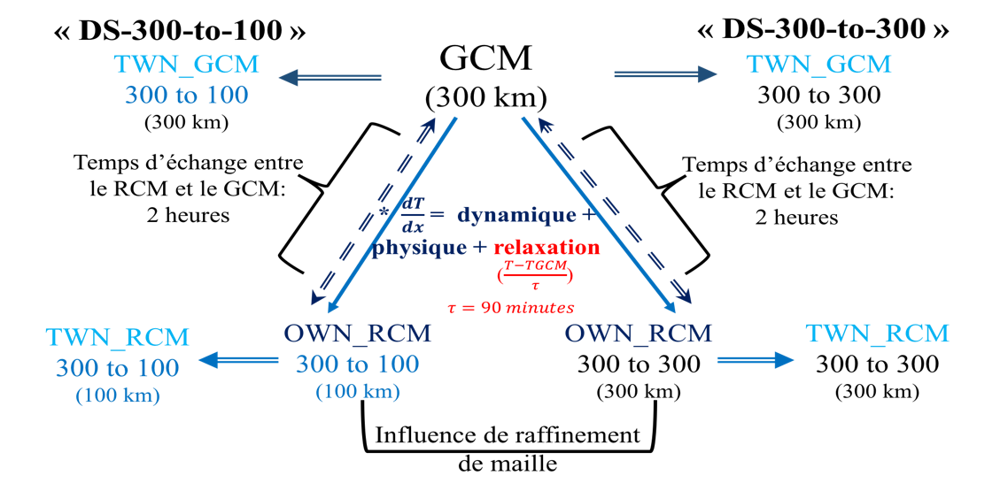 « DS-300-to-100 »
TWN_GCM
300 to 100
(300 km)
GCM
(300 km)
« DS-300-to-300 »
TWN_GCM
300 to 300
(300 km)
Temps d’échange entre
le RCM et le GCM:
2 heures
* dT/dx = dynamique +
physique + relaxation
(T−TGCM/τ)
τ = 90 minutes
Temps d’échange entre
le RCM et le GCM:
2 heures
TWN_RCM
300 to 100
(100 km)
OWN_RCM
300 to 100
(100 km)
OWN_RCM
300 to 300
(300 km)
TWN_RCM
300 to 300
(300 km)
Influence de raffinement
de maille